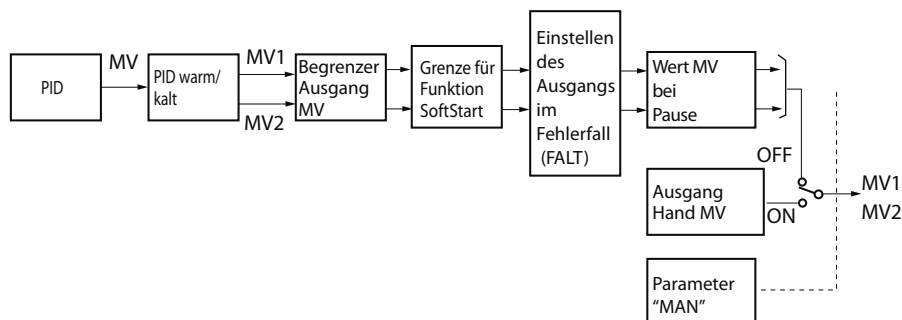 PID
MV
PID warm/
kalt
MV1
MV2
Begrenzer
Ausgang
MV
Grenze für
Funktion
SoftStart
Einstellen
des
Ausgangs
im
Fehlerfall
(FALT)
Wert MV
bei
Pause
OFF
Ausgang
Hand MV
ON
MV1
MV2
Parameter
“MAN”